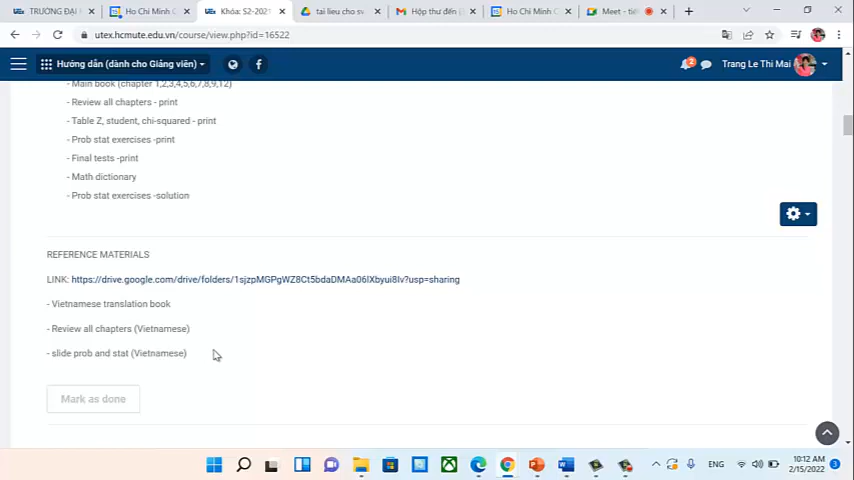 TRƯỜNG ĐẠI H
Ho Chi Minh C
Khóa: S2-2021
tai lieu cho sv
Hộp thư đến (
Ho Chi Minh C
Meet - tiế
utex.hcmute.edu.vn/course/view.php?id=16522
Hướng dẫn (dành cho Giảng viên)
2
Trang Le Thi Mai
- Main book (chapter 1,2,3,4,5,6,7,8,9,12)
- Review all chapters - print
- Table Z, student, chi-squared - print
- Prob stat exercises -print
- Final tests -print
- Math dictionary
- Prob stat exercises -solution
REFERENCE MATERIALS
LINK: https://drive.google.com/drive/folders/1sjzpMGPgWZ8Ct5bdaDMAa06lXbyui8Iv?usp=sharing
- Vietnamese translation book
- Review all chapters (Vietnamese)
- slide prob and stat (Vietnamese)
Mark as done
ENG
10:12 AM
2/15/2022
3